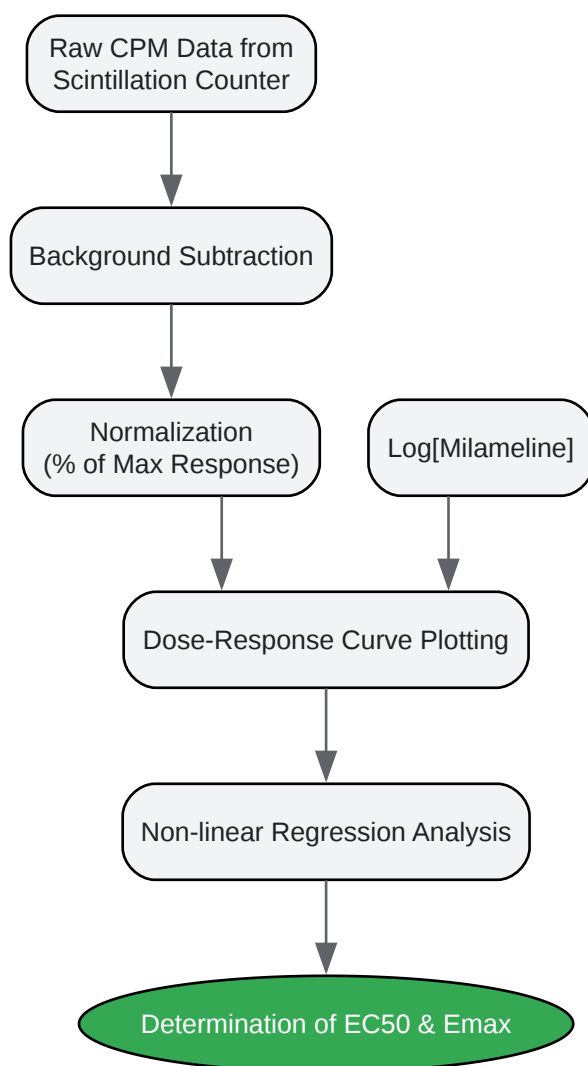 Raw CPM Data from
Scintillation Counter
Background Subtraction
Normalization
(% of Max Response)
Log[Milameline]
Dose-Response Curve Plotting
Non-linear Regression Analysis
Determination of EC50 & Emax